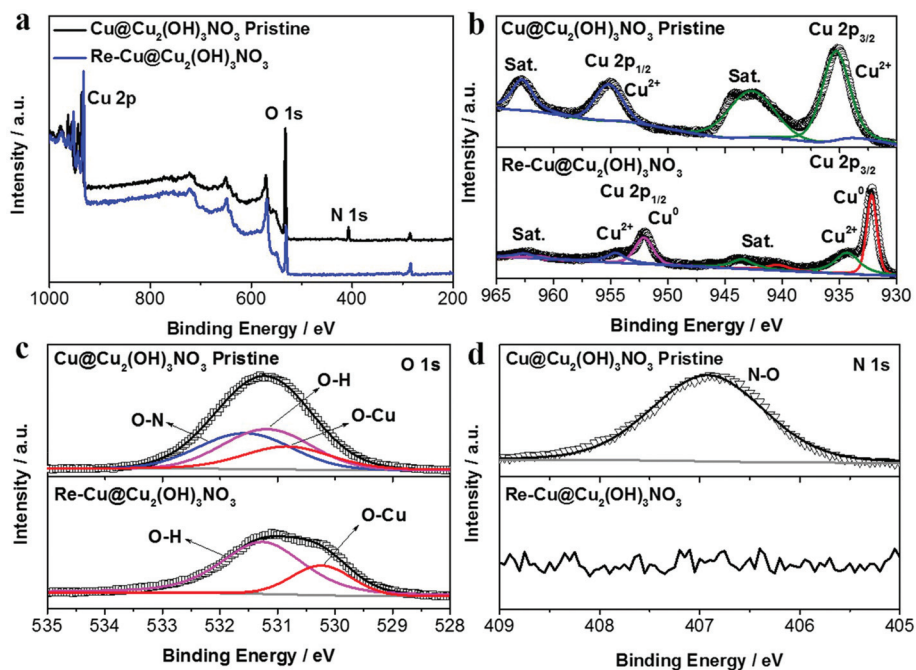 a
Cu@Cu₂(OH)₃NO₃ Pristine
Re-Cu@Cu₂(OH)₃NO₃
Cu 2p
O 1s
N 1s
Intensity / a.u.
1000 800 600 400 200
Binding Energy / eV
b
Cu@Cu₂(OH)₃NO₃ Pristine
Cu 2p₃/₂
Cu 2p₁/₂
Sat.
Sat.
Cu²⁺
Cu²⁺
Re-Cu@Cu₂(OH)₃NO₃
Cu 2p₃/₂
Cu 2p₁/₂
Cu⁰
Cu⁰
Sat.
Cu²⁺
Sat.
Cu²⁺
Intensity / a.u.
965 960 955 950 945 940 935 930
Binding Energy / eV
c
Cu@Cu₂(OH)₃NO₃ Pristine
O 1s
O-H
O-N
O-Cu
Re-Cu@Cu₂(OH)₃NO₃
O-H
O-Cu
Intensity / a.u.
535 534 533 532 531 530 529 528
Binding Energy / eV
d
Cu@Cu₂(OH)₃NO₃ Pristine
N 1s
N-O
Re-Cu@Cu₂(OH)₃NO₃
Intensity / a.u.
409 408 407 406 405
Binding Energy / eV